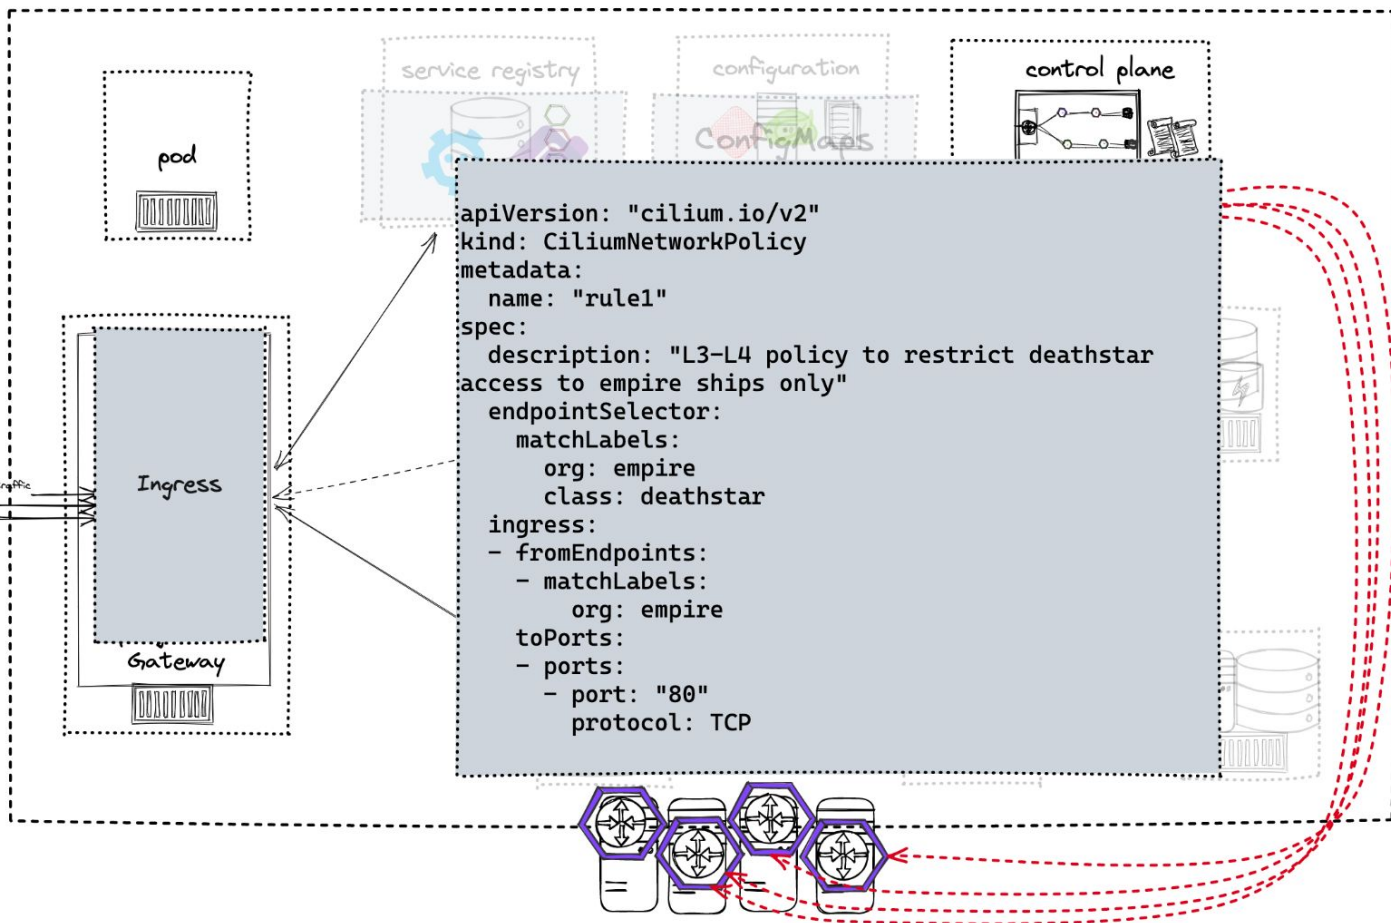 service registry
configuration
control plane
pod
ConfigMaps
apiVersion: "cilium.io/v2"
kind: CiliumNetworkPolicy
metadata:
  name: "rule1"
spec:
  description: "L3-L4 policy to restrict deathstar
access to empire ships only"
  endpointSelector:
    matchLabels:
      org: empire
      class: deathstar
  ingress:
  - fromEndpoints:
    - matchLabels:
        org: empire
    toPorts:
    - ports:
      - port: "80"
        protocol: TCP
Ingress
Gateway